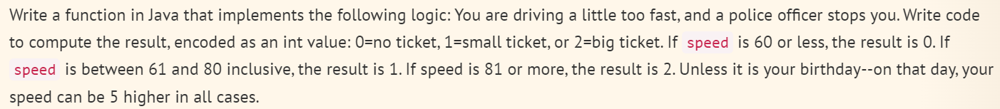 Write a function in Java that implements the following logic: You are driving a little too fast, and a police officer stops you. Write code
to compute the result, encoded as an int value: 0=no ticket, 1=small ticket, or 2=big ticket. If speed is 60 or less, the result is 0. If
speed is between 61 and 80 inclusive, the result is 1. If speed is 81 or more, the result is 2. Unless it is your birthday--on that day, your
speed can be 5 higher in all cases.